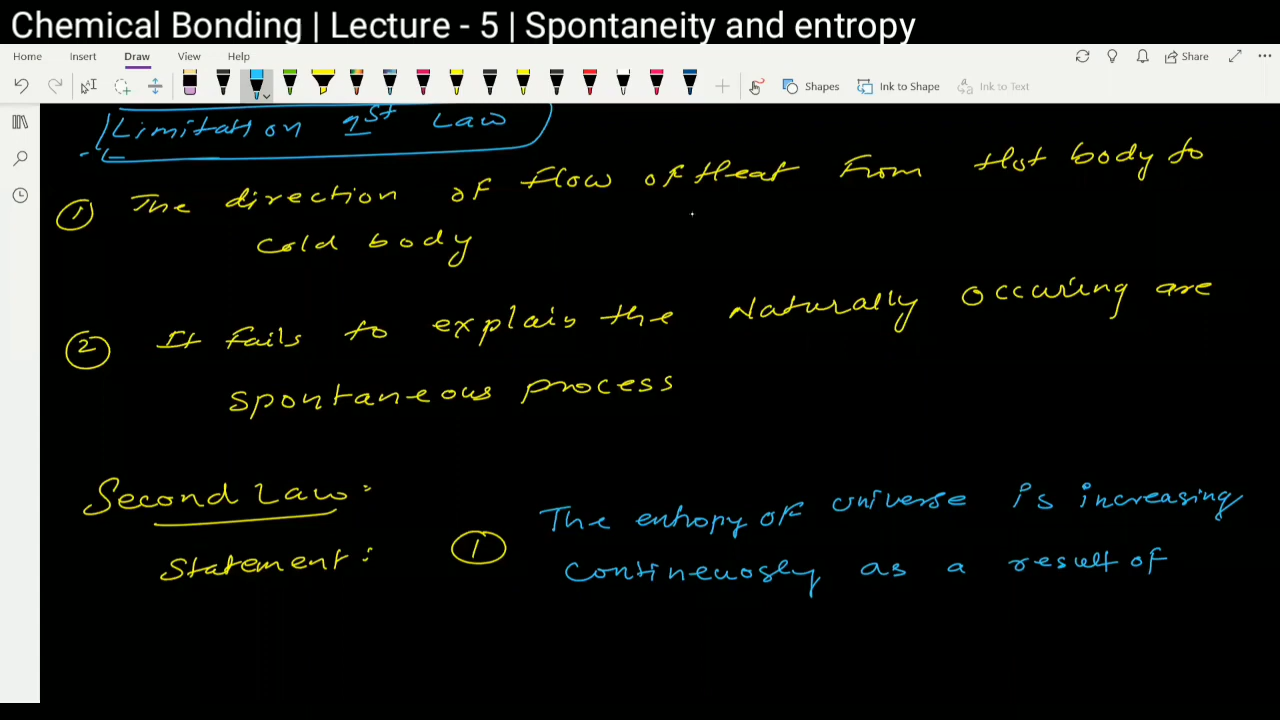 Chemical Bonding | Lecture - 5 | Spontaneity and entropy
Home Insert Draw View Help Share
Shapes Ink to Shape Ink to Text
Limitation 1st Law
① The direction of flow of Heat from Hot body to
cold body
② It fails to explain the Naturally occuring are
spontaneous process
Second Law:
Statement: ① The entropy of universe is increasing
contineuosly as a result of